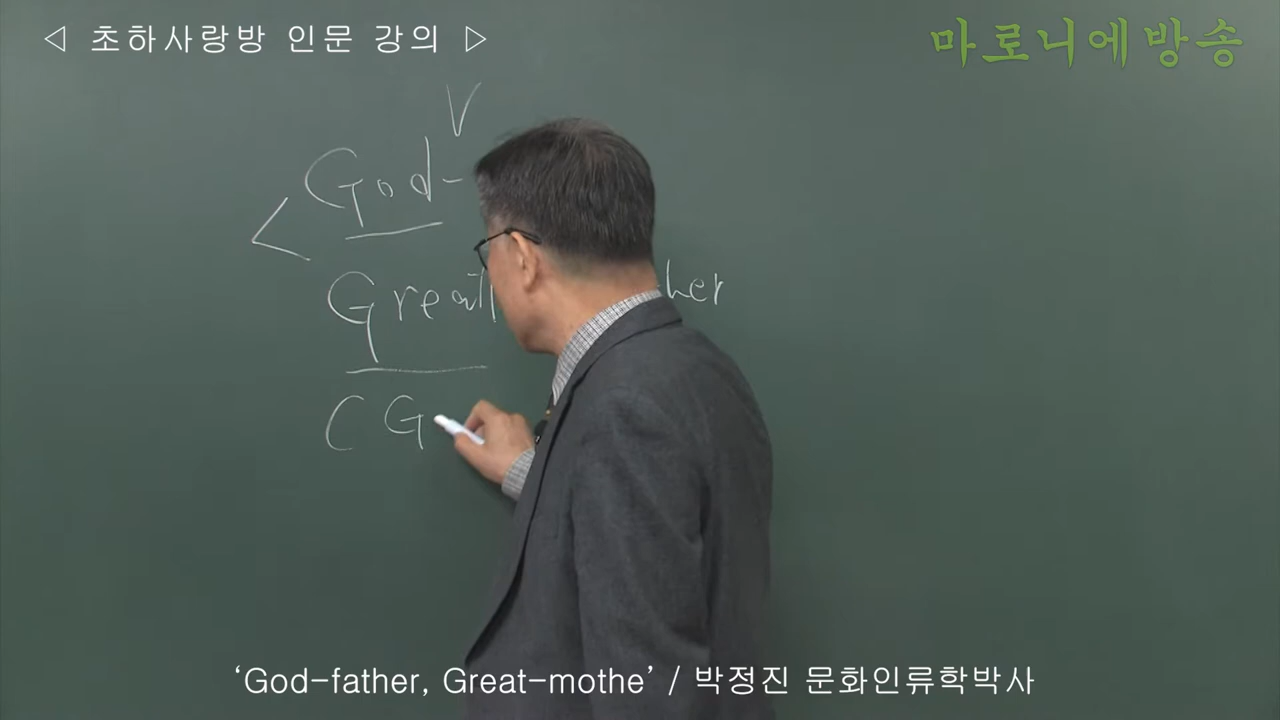 ◁ 초하사랑방 인문 강의 ▷
마로니에방송
V
God-
Great her
C G
‘God-father, Great-mothe’ / 박정진 문화인류학박사